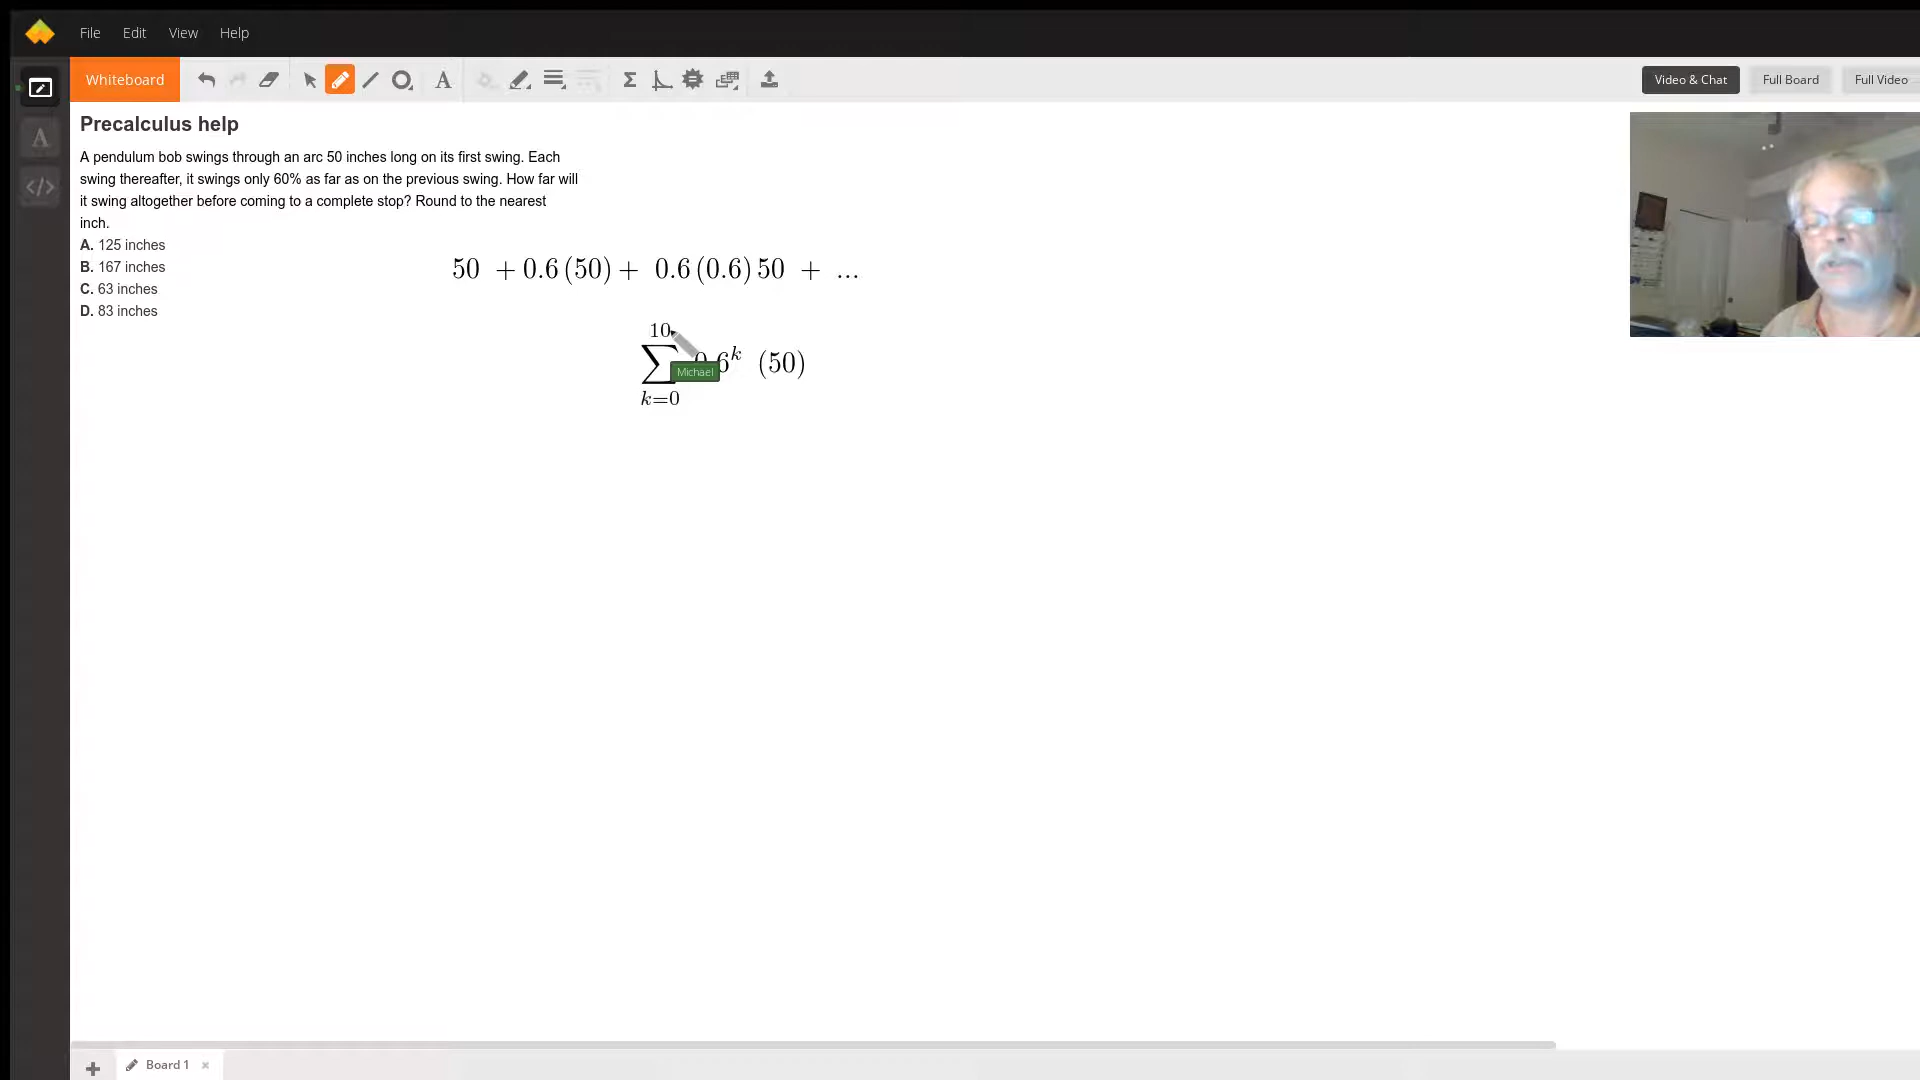 File Edit View Help
Whiteboard
Video & Chat Full Board Full Video
Precalculus help
A pendulum bob swings through an arc 50 inches long on its first swing. Each
swing thereafter, it swings only 60% as far as on the previous swing. How far will
it swing altogether before coming to a complete stop? Round to the nearest
inch.
A. 125 inches
B. 167 inches
C. 63 inches
D. 83 inches
50 + 0.6 (50) + 0.6 (0.6) 50 + ...
10
∑ 0.6^k (50)
k=0
Michael
Board 1